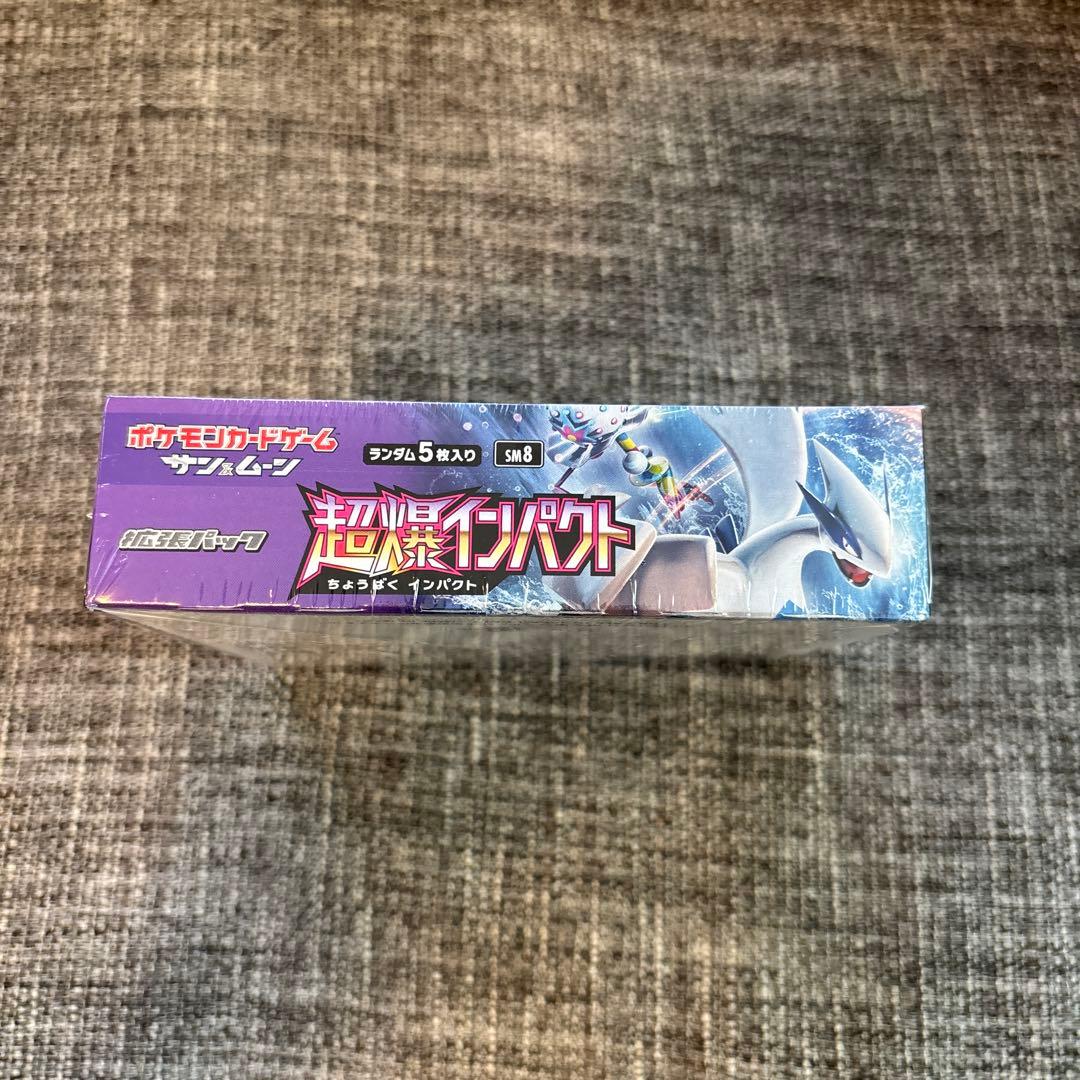 ポケモンカードゲーム
サン&ムーン
ランダム5枚入り
SM8
拡張パック
超爆インパクト
ちょうばく インパクト